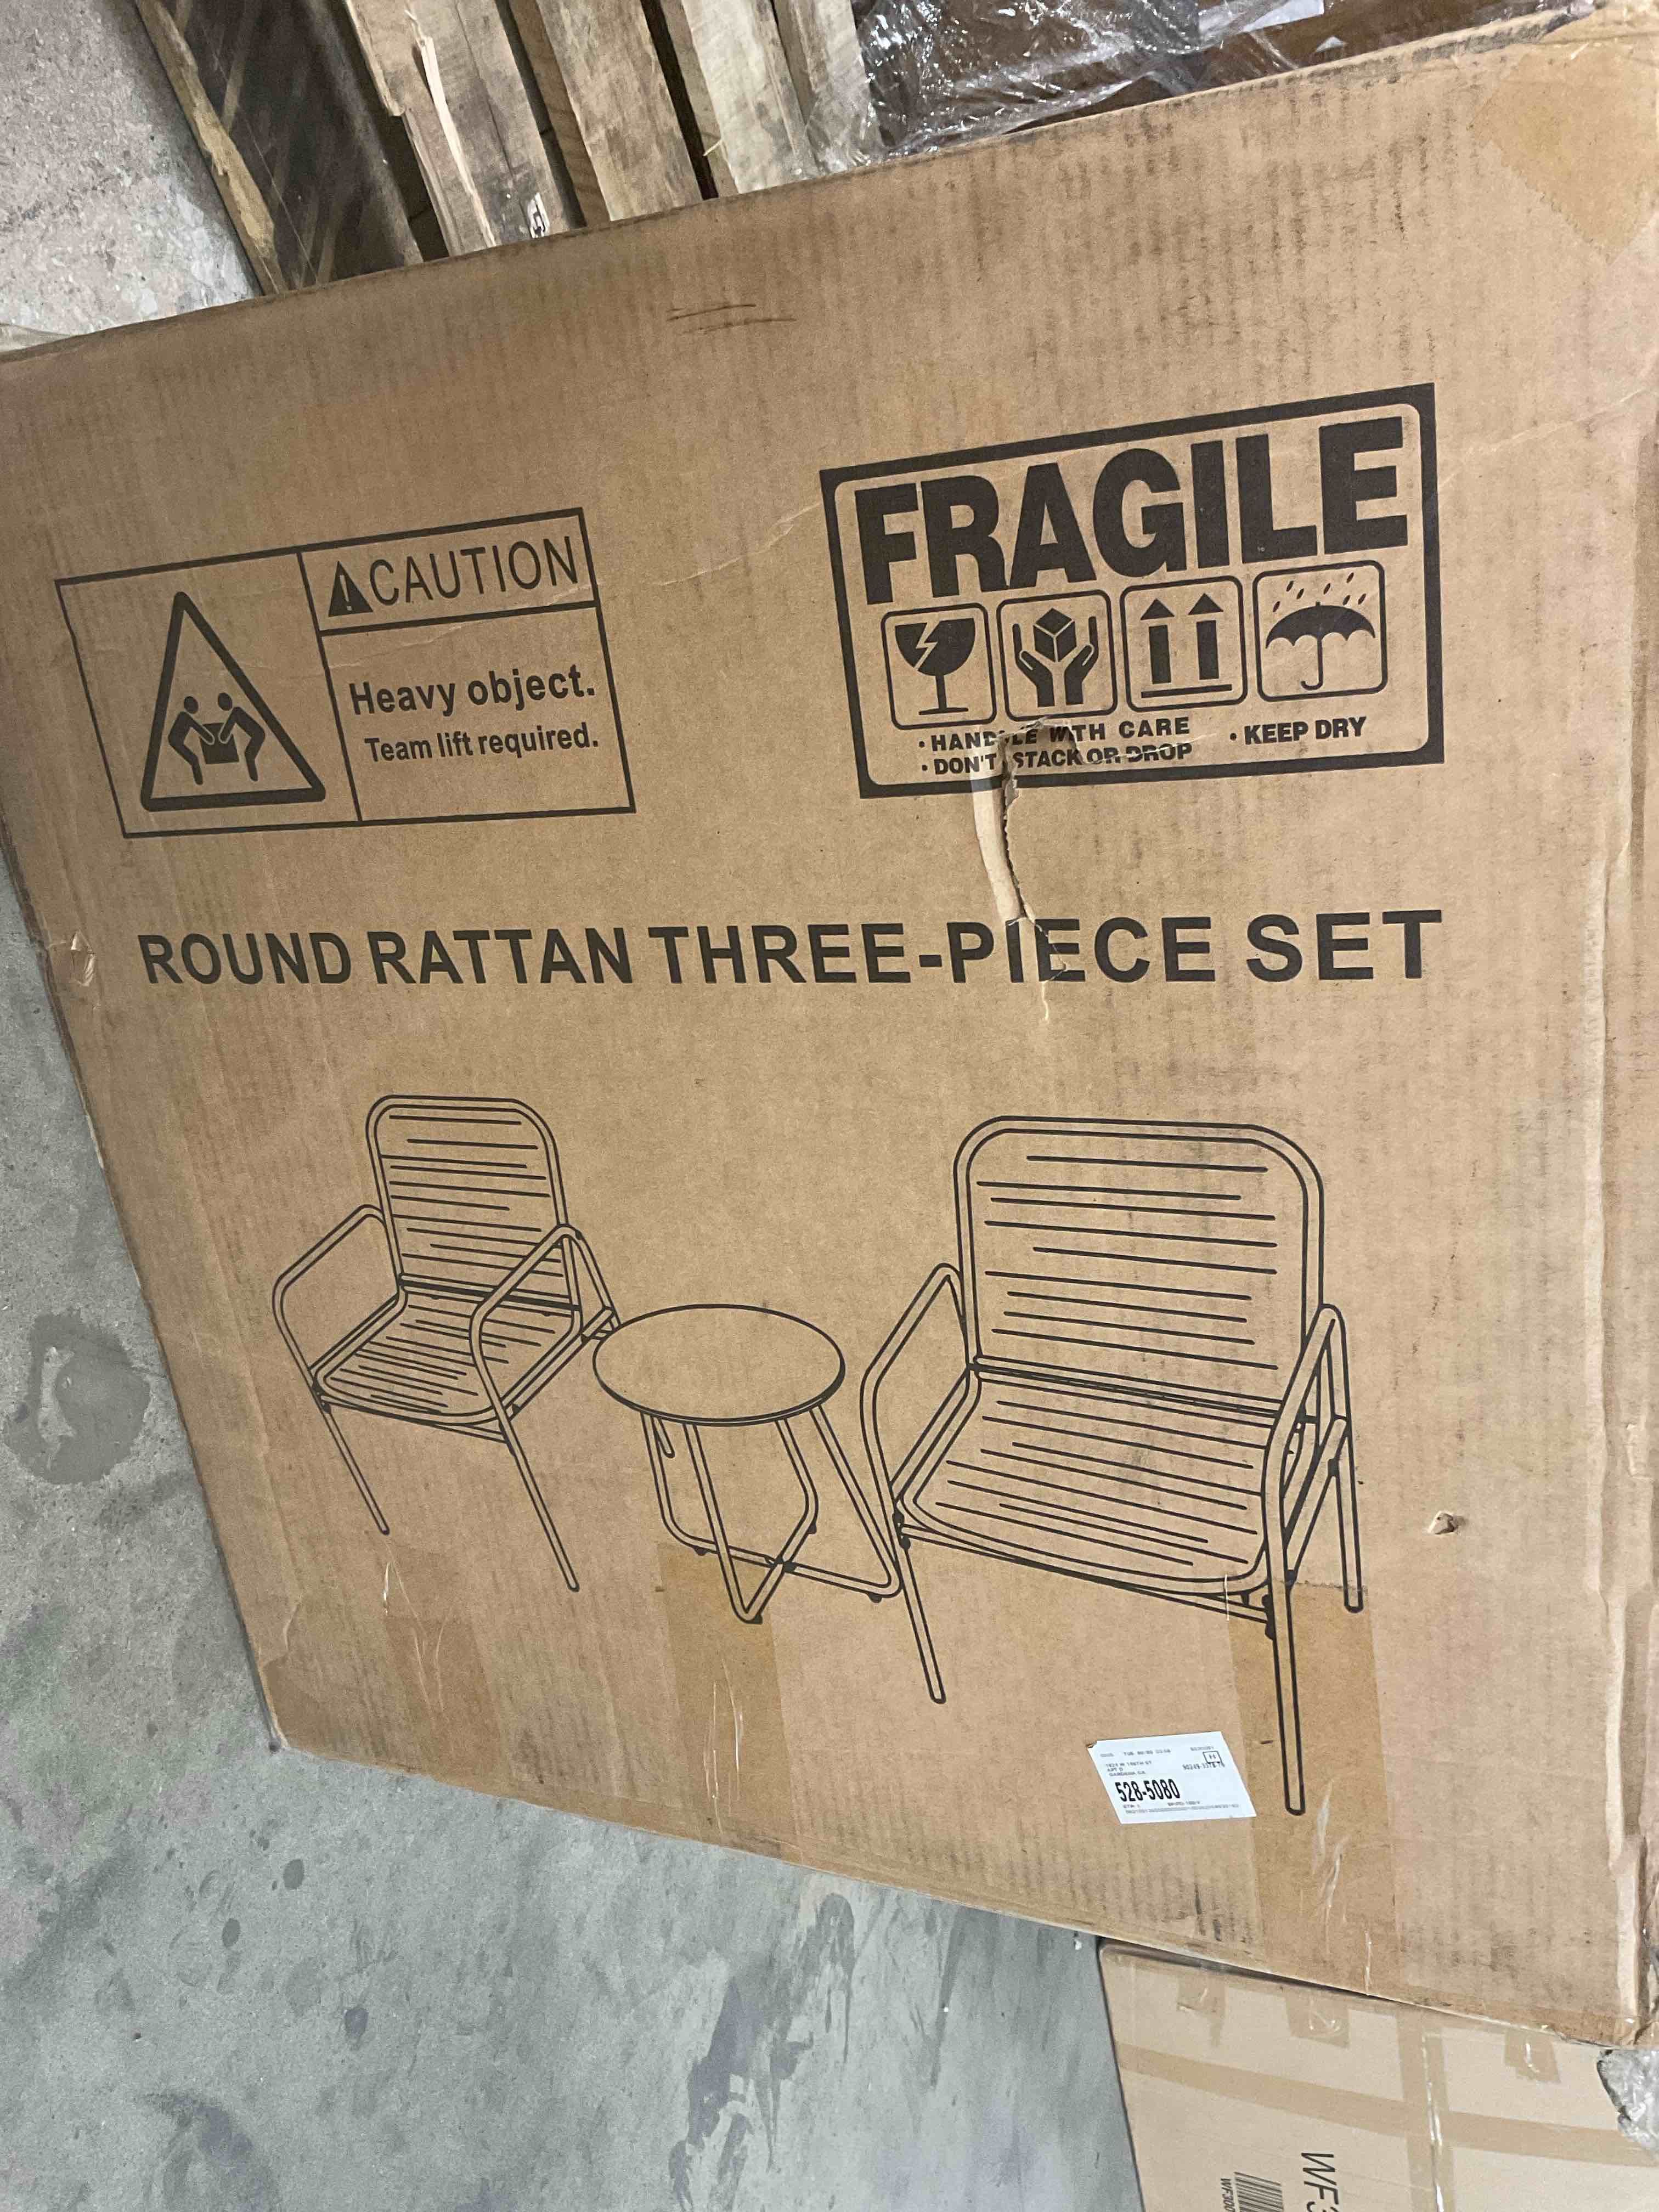 CAUTION
Heavy object.
Team lift required.
FRAGILE
• HANDLE WITH CARE
• DON'T STACK OR DROP
• KEEP DRY
ROUND RATTAN THREE-PIECE SET
528-5080